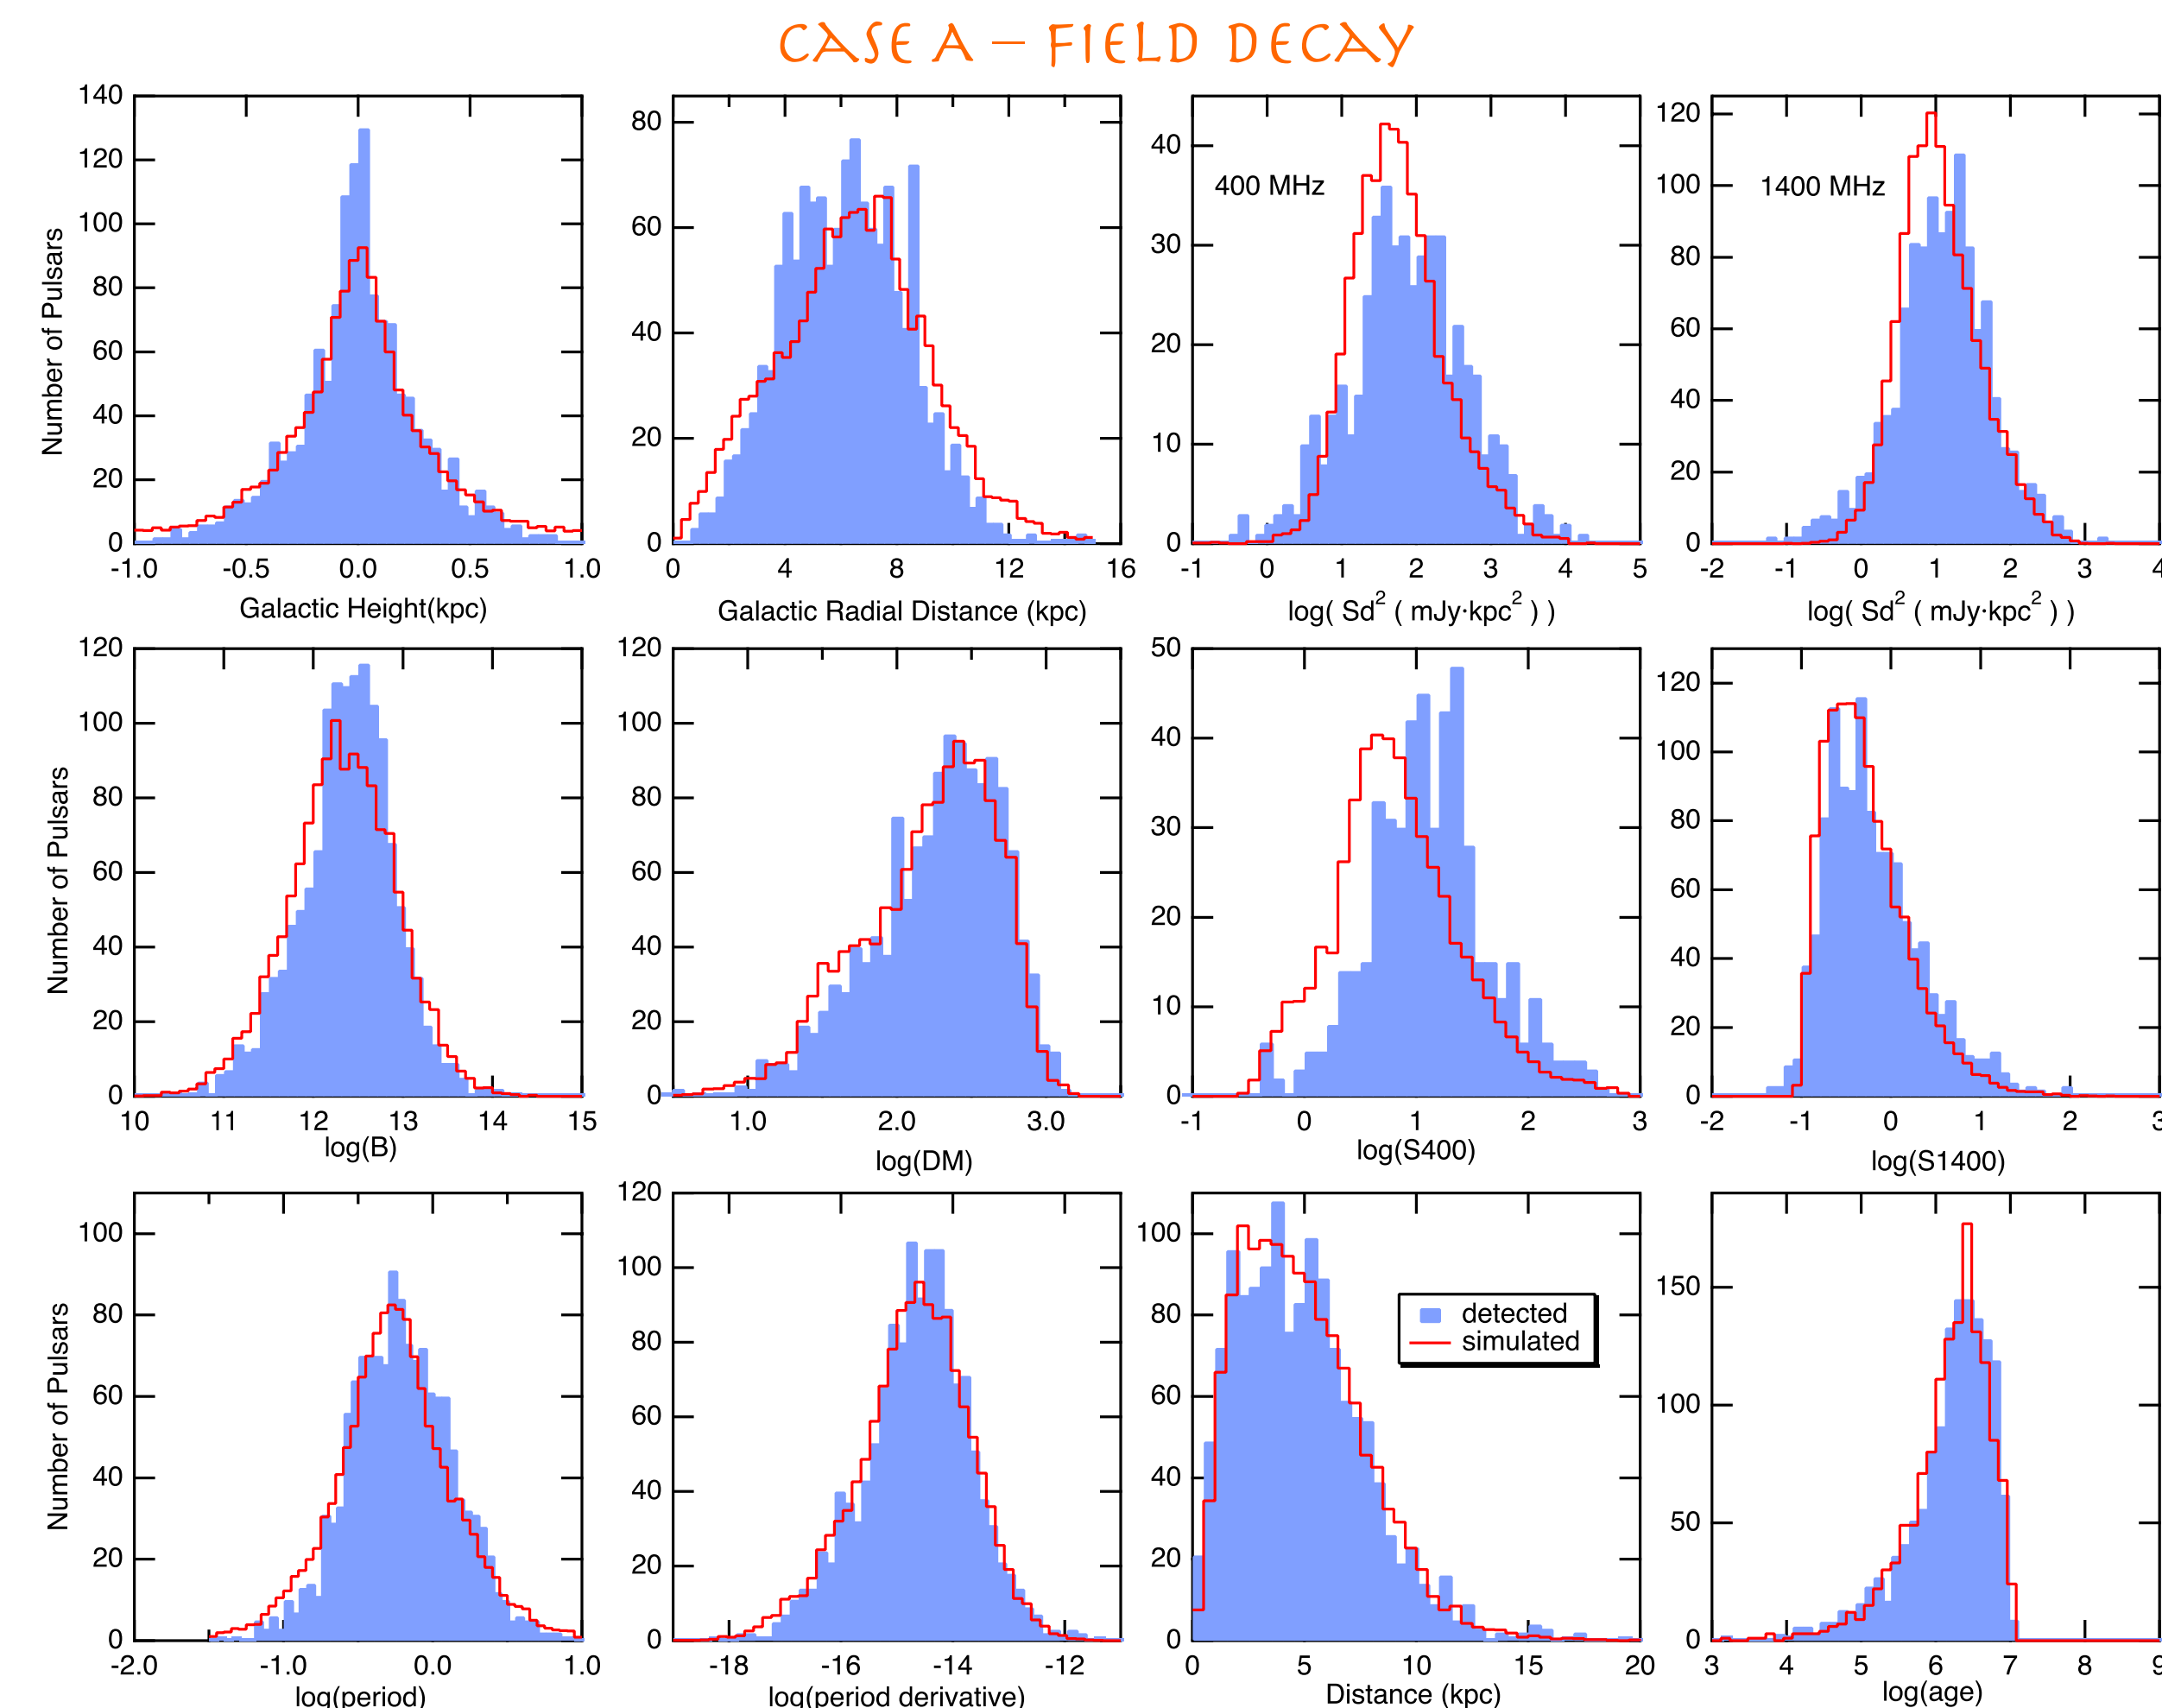 CASE A — FIELD DECAY
140
120
100
80
60
40
20
0
-1.0 -0.5 0.0 0.5 1.0
Number of Pulsars
Galactic Height(kpc)
80
60
40
20
0
0 4 8 12 16
Galactic Radial Distance (kpc)
400 MHz
40
30
20
10
0
-1 0 1 2 3 4 5
log( Sd² ( mJy·kpc² ) )
1400 MHz
120
100
80
60
40
20
0
-2 -1 0 1 2 3 4
log( Sd² ( mJy·kpc² ) )
120
100
80
60
40
20
0
10 11 12 13 14 15
Number of Pulsars
log(B)
120
100
80
60
40
20
0
1.0 2.0 3.0
log(DM)
50
40
30
20
10
0
-1 0 1 2 3
log(S400)
120
100
80
60
40
20
0
-2 -1 0 1 2 3
log(S1400)
100
80
60
40
20
0
-2.0 -1.0 0.0 1.0
Number of Pulsars
log(period)
120
100
80
60
40
20
0
-18 -16 -14 -12
log(period derivative)
100
80
60
40
20
0
0 5 10 15 20
detected
simulated
Distance (kpc)
150
100
50
0
3 4 5 6 7 8 9
log(age)